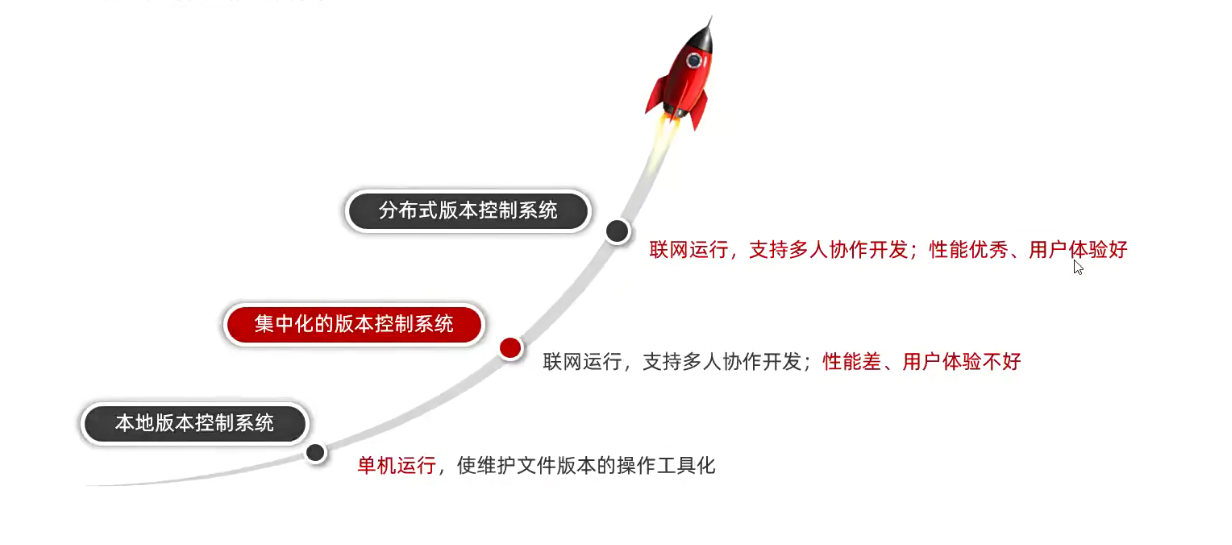 分布式版本控制系统
联网运行，支持多人协作开发；性能优秀、用户体验好
集中化的版本控制系统
联网运行，支持多人协作开发；性能差、用户体验不好
本地版本控制系统
单机运行，使维护文件版本的操作工具化